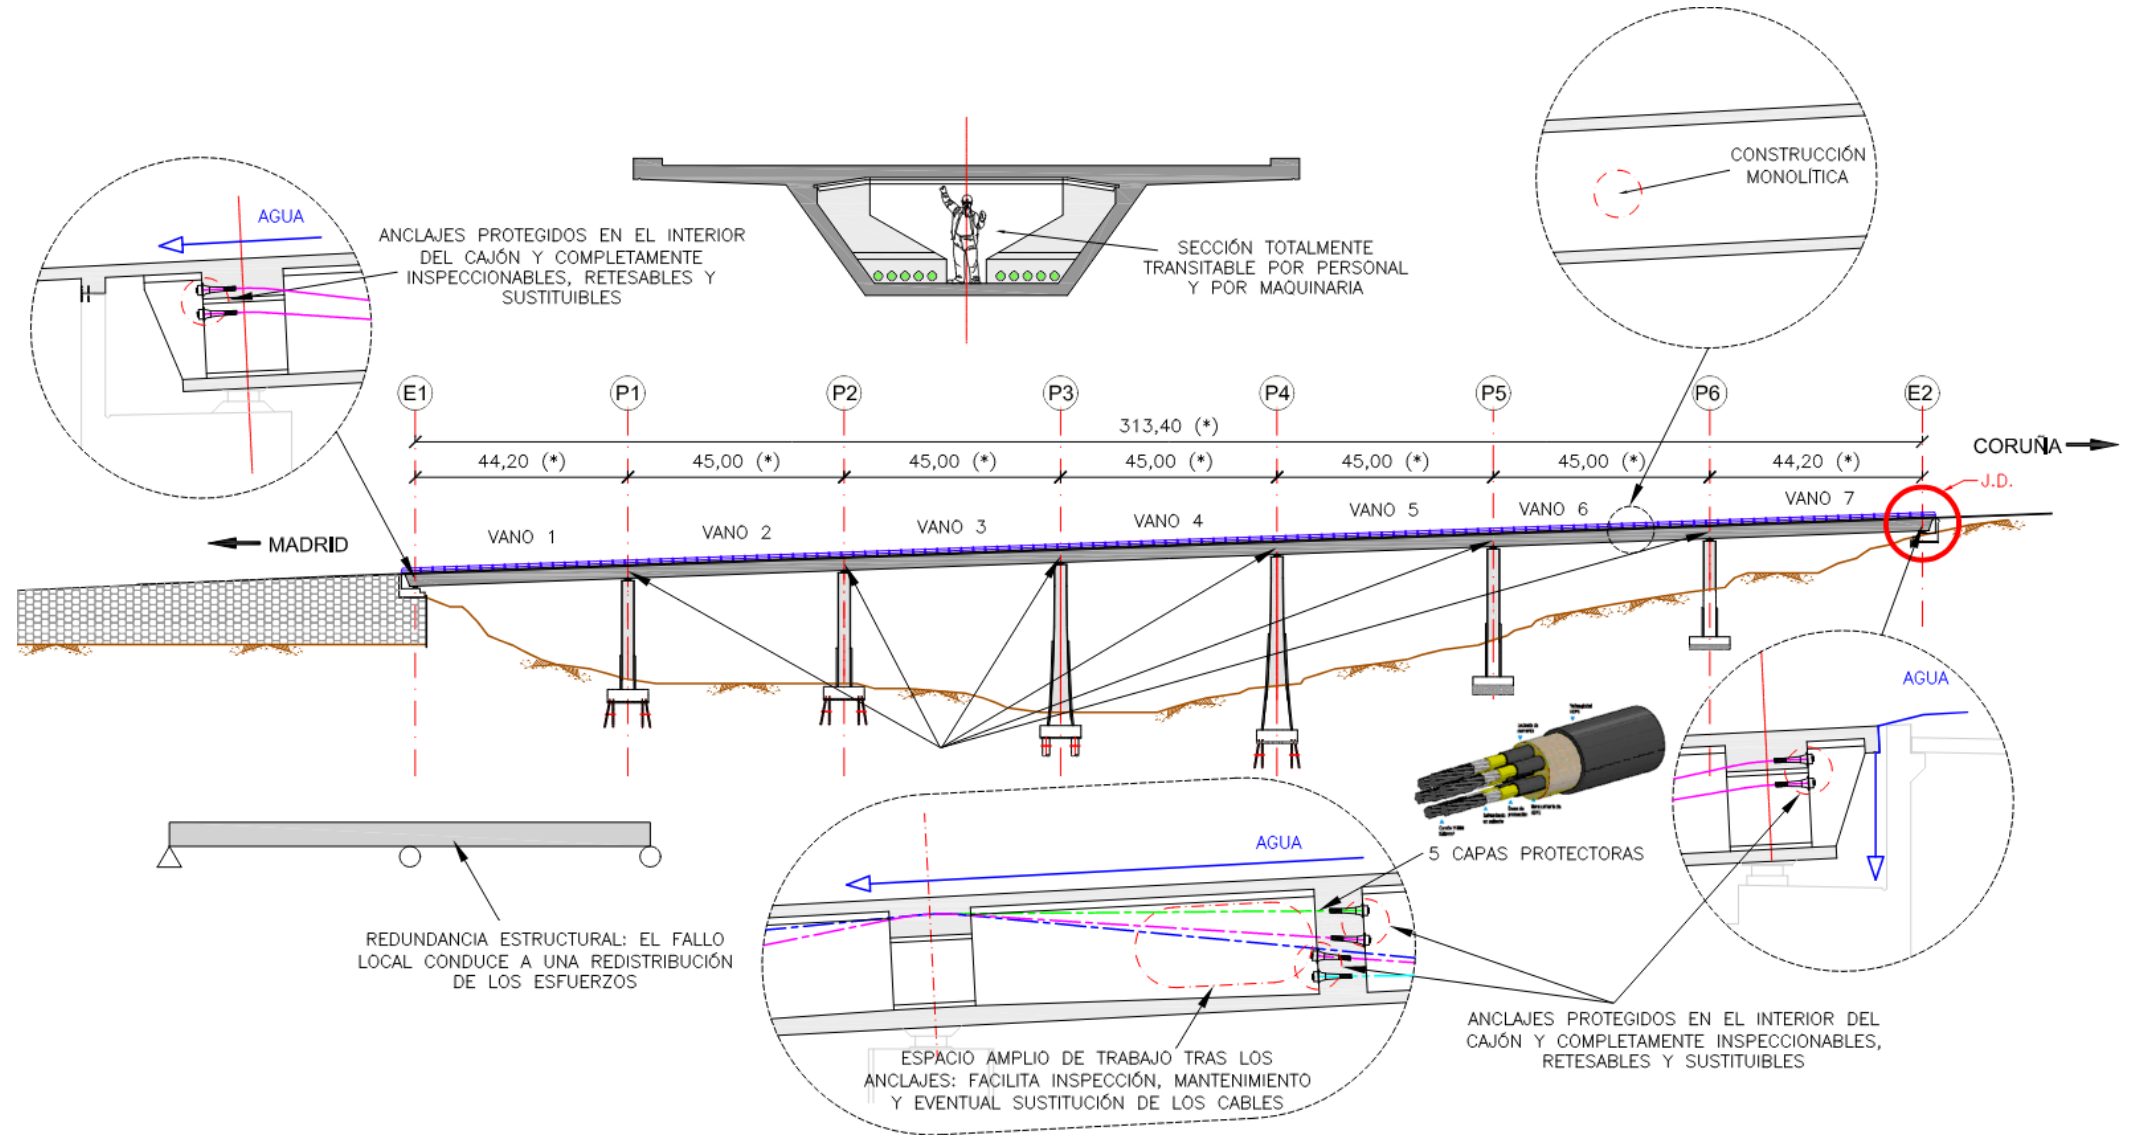 CONSTRUCCIÓN
MONOLÍTICA
AGUA
ANCLAJES PROTEGIDOS EN EL INTERIOR
DEL CAJÓN Y COMPLETAMENTE
INSPECCIONABLES, RETESABLES Y
SUSTITUIBLES
SECCIÓN TOTALMENTE
TRANSITABLE POR PERSONAL
Y POR MAQUINARIA
E1 P1 P2 P3 P4 P5 P6 E2
313,40 (*)
CORUÑA
44,20 (*) 45,00 (*) 45,00 (*) 45,00 (*) 45,00 (*) 45,00 (*) 44,20 (*)
J.D.
MADRID
VANO 1 VANO 2 VANO 3 VANO 4 VANO 5 VANO 6 VANO 7
AGUA
5 CAPAS PROTECTORAS
AGUA
REDUNDANCIA ESTRUCTURAL: EL FALLO
LOCAL CONDUCE A UNA REDISTRIBUCIÓN
DE LOS ESFUERZOS
ESPACIO AMPLIO DE TRABAJO TRAS LOS
ANCLAJES: FACILITA INSPECCIÓN, MANTENIMIENTO
Y EVENTUAL SUSTITUCIÓN DE LOS CABLES
ANCLAJES PROTEGIDOS EN EL INTERIOR DEL
CAJÓN Y COMPLETAMENTE INSPECCIONABLES,
RETESABLES Y SUSTITUIBLES